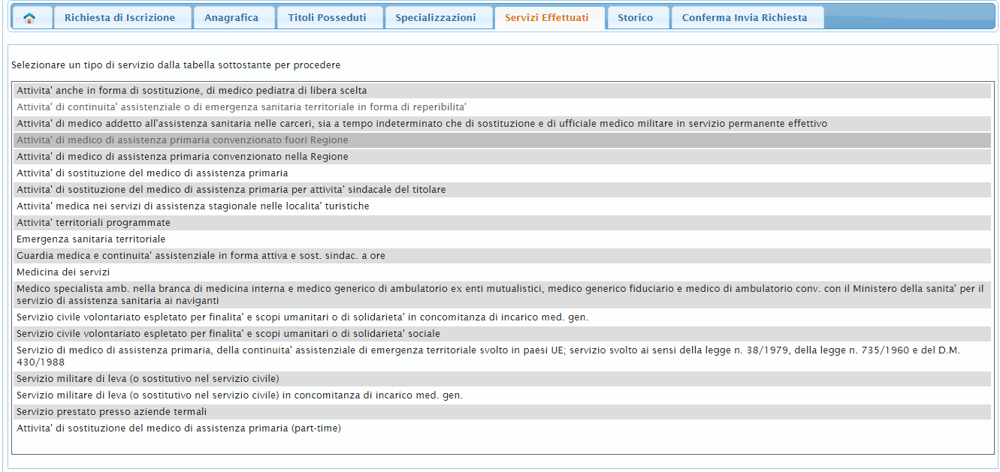 Richiesta di Iscrizione
Anagrafica
Titoli Posseduti
Specializzazioni
Servizi Effettuati
Storico
Conferma Invia Richiesta
Selezionare un tipo di servizio dalla tabella sottostante per procedere
Attivita' anche in forma di sostituzione, di medico pediatra di libera scelta
Attivita' di continuita' assistenziale o di emergenza sanitaria territoriale in forma di reperibilita'
Attivita' di medico addetto all'assistenza sanitaria nelle carceri, sia a tempo indeterminato che di sostituzione e di ufficiale medico militare in servizio permanente effettivo
Attivita' di medico di assistenza primaria convenzionato fuori Regione
Attivita' di medico di assistenza primaria convenzionato nella Regione
Attivita' di sostituzione del medico di assistenza primaria
Attivita' di sostituzione del medico di assistenza primaria per attivita' sindacale del titolare
Attivita' medica nei servizi di assistenza stagionale nelle localita' turistiche
Attivita' territoriali programmate
Emergenza sanitaria territoriale
Guardia medica e continuita' assistenziale in forma attiva e sost. sindac. a ore
Medicina dei servizi
Medico specialista amb. nella branca di medicina interna e medico generico di ambulatorio ex enti mutualistici, medico generico fiduciario e medico di ambulatorio conv. con il Ministero della sanita' per il
servizio di assistenza sanitaria ai naviganti
Servizio civile volontariato espletato per finalita' e scopi umanitari o di solidarieta' in concomitanza di incarico med. gen.
Servizio civile volontariato espletato per finalita' e scopi umanitari o di solidarieta' sociale
Servizio di medico di assistenza primaria, della continuita' assistenziale di emergenza territoriale svolto in paesi UE; servizio svolto ai sensi della legge n. 38/1979, della legge n. 735/1960 e del D.M.
430/1988
Servizio militare di leva (o sostitutivo nel servizio civile)
Servizio militare di leva (o sostitutivo nel servizio civile) in concomitanza di incarico med. gen.
Servizio prestato presso aziende termali
Attivita' di sostituzione del medico di assistenza primaria (part-time)